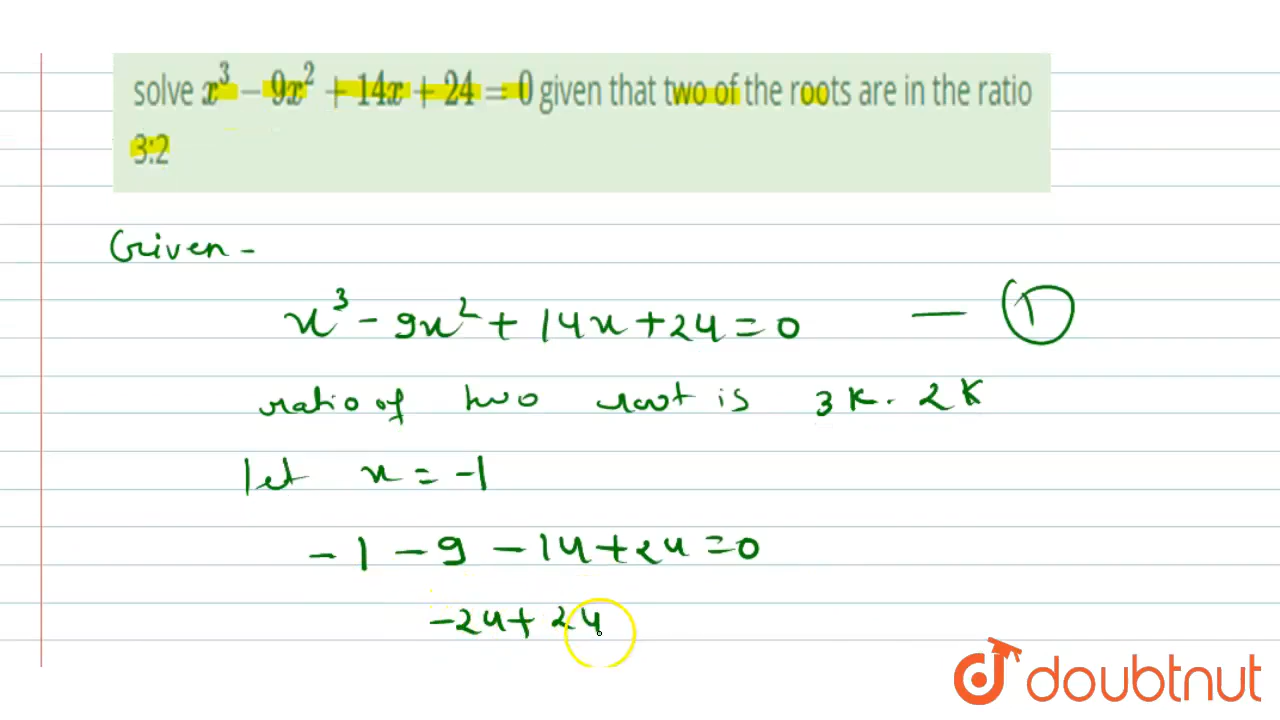 solve x³ − 9x² + 14x + 24 = 0 given that two of the roots are in the ratio
3:2
Given -
x³ - 9x² + 14x + 24 = 0 — ①
ratio of two root is 3K. 2K
let x = -1
- 1 - 9 - 14 + 24 = 0
- 24 + 24
doubtnut